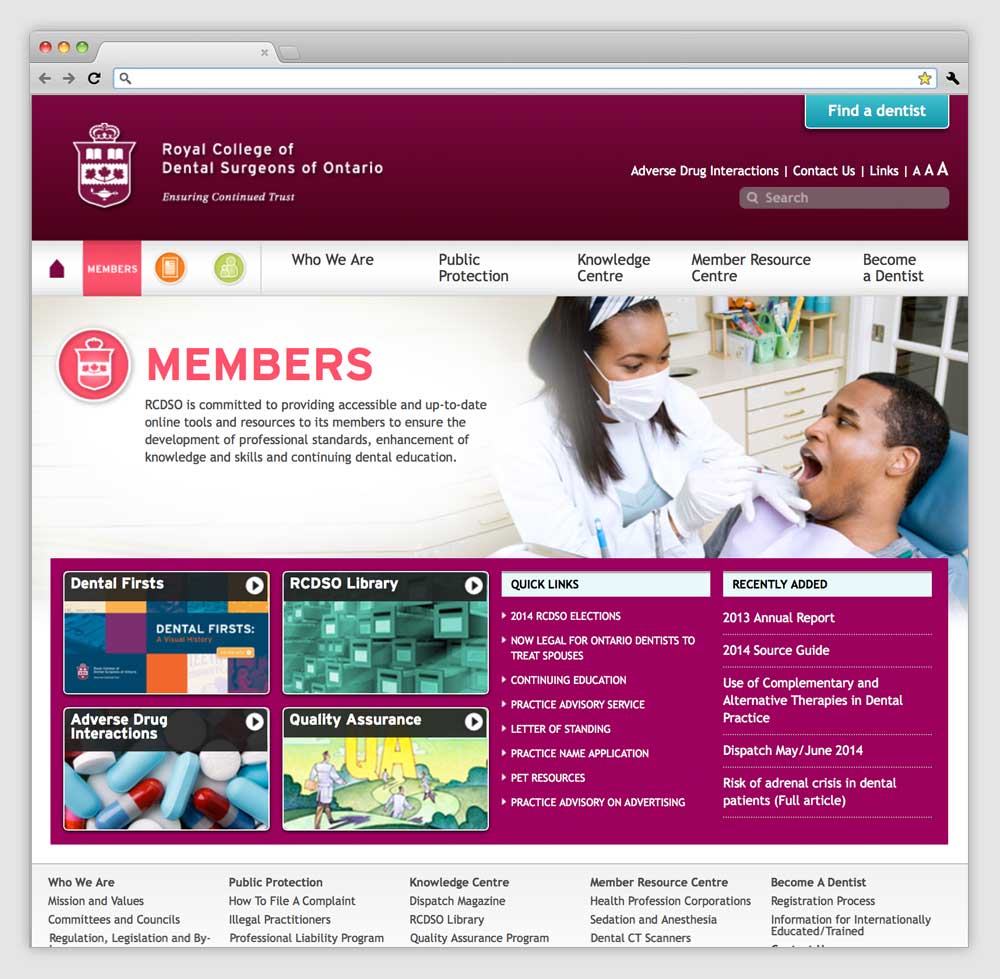 Find a dentist
Royal College of
Dental Surgeons of Ontario
Ensuring Continued Trust
Adverse Drug Interactions | Contact Us | Links | A A A
Search
MEMBERS
Who We Are
Public
Protection
Knowledge
Centre
Member Resource
Centre
Become
a Dentist
MEMBERS
RCDSO is committed to providing accessible and up-to-date
online tools and resources to its members to ensure the
development of professional standards, enhancement of
knowledge and skills and continuing dental education.
Dental Firsts
DENTAL FIRSTS:
A Visual History
Royal College of
Dental Surgeons of Ontario
RCDSO Library
Adverse Drug
Interactions
Quality Assurance
QA
QUICK LINKS
2014 RCDSO ELECTIONS
NOW LEGAL FOR ONTARIO DENTISTS TO
TREAT SPOUSES
CONTINUING EDUCATION
PRACTICE ADVISORY SERVICE
LETTER OF STANDING
PRACTICE NAME APPLICATION
PET RESOURCES
PRACTICE ADVISORY ON ADVERTISING
RECENTLY ADDED
2013 Annual Report
2014 Source Guide
Use of Complementary and
Alternative Therapies in Dental
Practice
Dispatch May/June 2014
Risk of adrenal crisis in dental
patients (Full article)
Who We Are
Mission and Values
Committees and Councils
Regulation, Legislation and By-
Public Protection
How To File A Complaint
Illegal Practitioners
Professional Liability Program
Knowledge Centre
Dispatch Magazine
RCDSO Library
Quality Assurance Program
Member Resource Centre
Health Profession Corporations
Sedation and Anesthesia
Dental CT Scanners
Become A Dentist
Registration Process
Information for Internationally
Educated/Trained